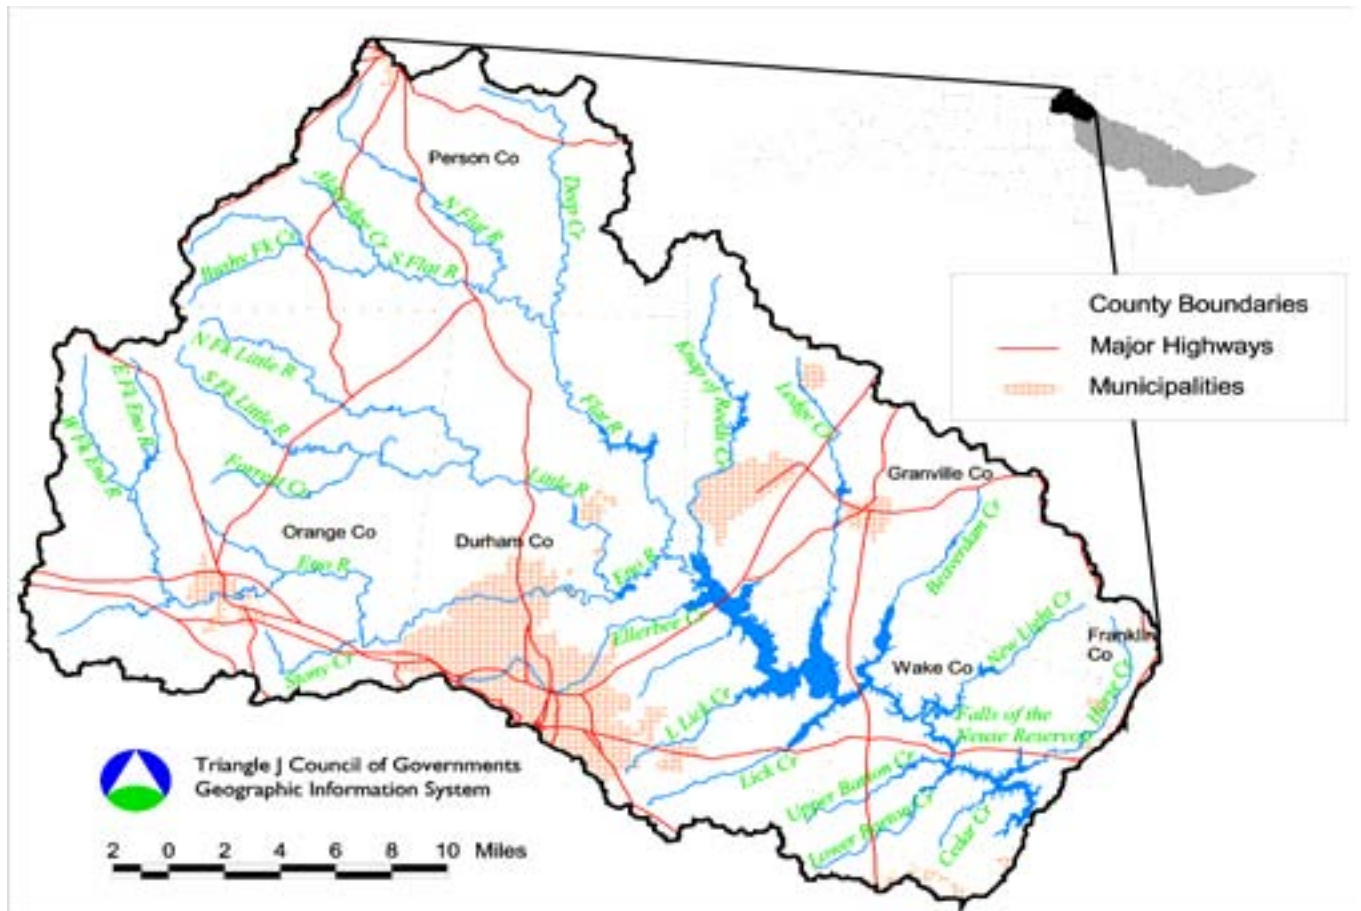 Person Co
Aldridge Cr
N Flat R
Deep Cr
Bushy Fk Cr
S Flat R
County Boundaries
Major Highways
Municipalities
N Fk Little R
S Fk Little R
E Fk Eno R
W Fk Eno R
Flat R
Knap of Reeds Cr
Ledge Cr
Forrest Cr
Little R
Granville Co
Orange Co
Durham Co
Eno R
Eno R
Beaverdam Cr
Ellerbee Cr
New Light Cr
Franklin
Co
Stony Cr
Wake Co
Horse Cr
L Lick Cr
Falls of the
Neuse Reservoir
Lick Cr
Upper Barton Cr
Lower Barton Cr
Cedar Cr
Triangle J Council of Governments
Geographic Information System
2 0 2 4 6 8 10 Miles